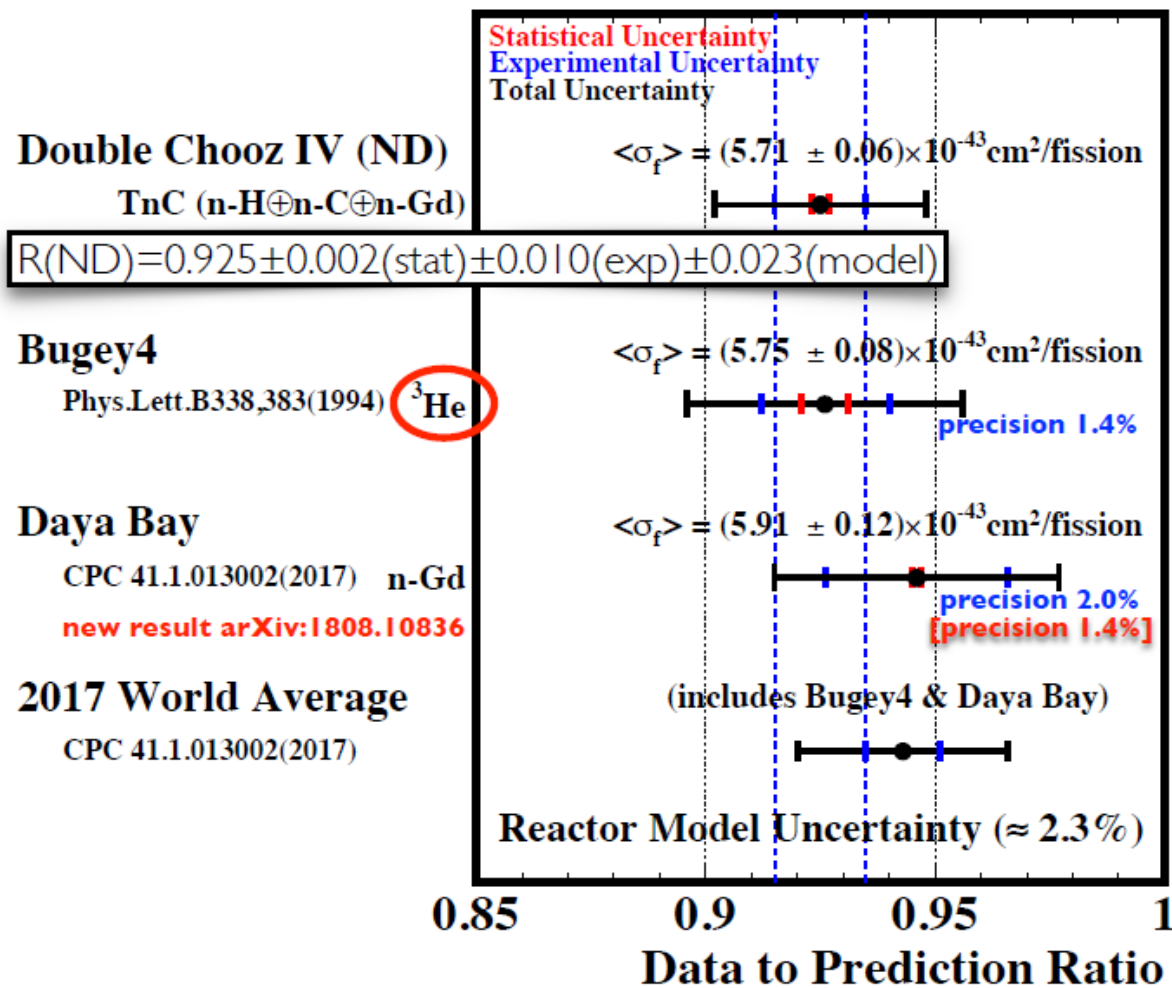 Statistical Uncertainty
Experimental Uncertainty
Total Uncertainty
Double Chooz IV (ND)
<σf> = (5.71 ± 0.06)×10⁻⁴³cm²/fission
TnC (n-H⊕n-C⊕n-Gd)
R(ND)=0.925±0.002(stat)±0.010(exp)±0.023(model)
Bugey4
<σf> = (5.75 ± 0.08)×10⁻⁴³cm²/fission
Phys.Lett.B338,383(1994) ³He
precision 1.4%
Daya Bay
<σf> = (5.91 ± 0.12)×10⁻⁴³cm²/fission
CPC 41.1.013002(2017) n-Gd
precision 2.0%
new result arXiv:1808.10836
[precision 1.4%]
2017 World Average
(includes Bugey4 & Daya Bay)
CPC 41.1.013002(2017)
Reactor Model Uncertainty (≈ 2.3%)
0.85 0.9 0.95 1
Data to Prediction Ratio